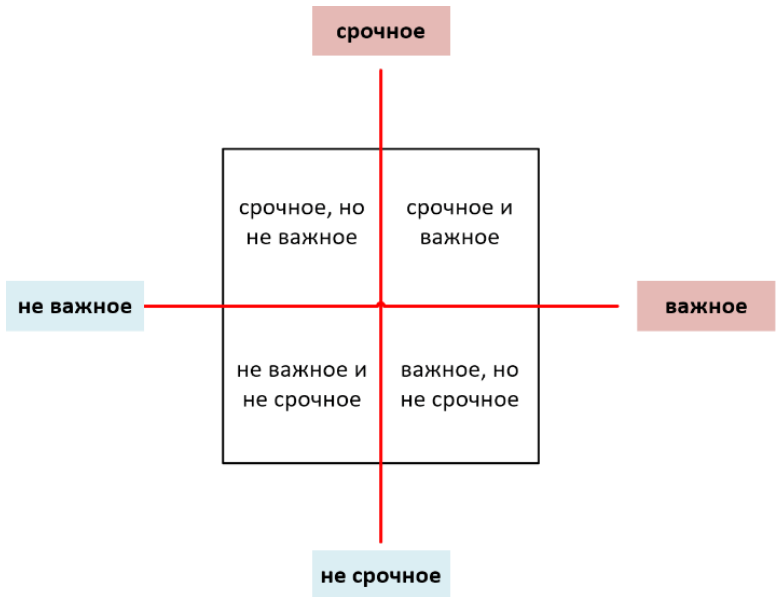 срочное
срочное, но
не важное
срочное и
важное
не важное
важное
не важное и
не срочное
важное, но
не срочное
не срочное